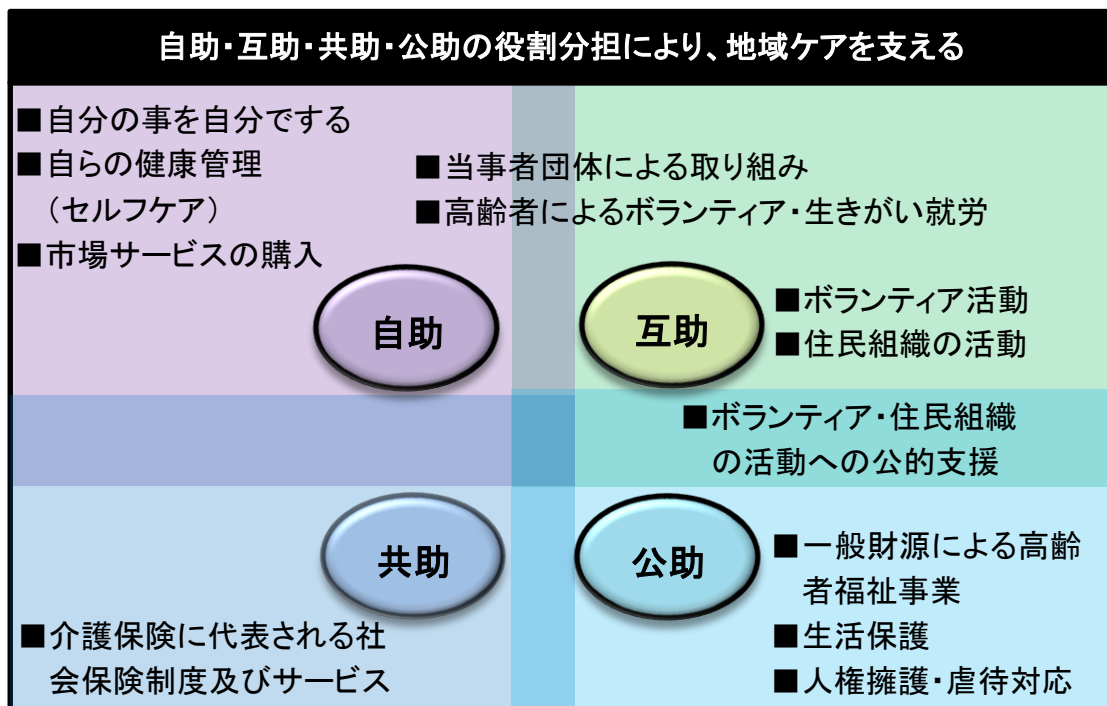 自助・互助・共助・公助の役割分担により、地域ケアを支える
■自分の事を自分でする
■自らの健康管理
（セルフケア）
■市場サービスの購入
■当事者団体による取り組み
■高齢者によるボランティア・生きがい就労
自助
互助
■ボランティア活動
■住民組織の活動
■ボランティア・住民組織
の活動への公的支援
共助
公助
■介護保険に代表される社
会保険制度及びサービス
■一般財源による高齢
者福祉事業
■生活保護
■人権擁護・虐待対応